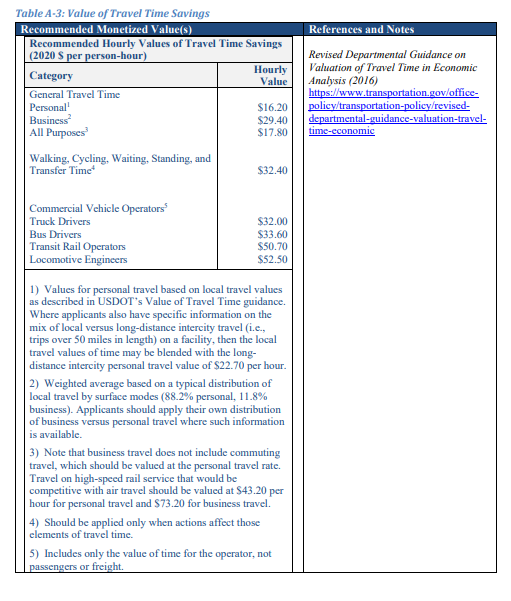 Table A-3: Value of Travel Time Savings
Recommended Monetized Value(s)
References and Notes
Recommended Hourly Values of Travel Time Savings
(2020 $ per person-hour)
Category
Hourly
Value
General Travel Time
Personal¹
$16.20
Business²
$29.40
All Purposes³
$17.80
Walking, Cycling, Waiting, Standing, and
Transfer Time⁴
$32.40
Commercial Vehicle Operators⁵
Truck Drivers
$32.00
Bus Drivers
$33.60
Transit Rail Operators
$50.70
Locomotive Engineers
$52.50
1) Values for personal travel based on local travel values
as described in USDOT's Value of Travel Time guidance.
Where applicants also have specific information on the
mix of local versus long-distance intercity travel (i.e.,
trips over 50 miles in length) on a facility, then the local
travel values of time may be blended with the long-
distance intercity personal travel value of $22.70 per hour.
2) Weighted average based on a typical distribution of
local travel by surface modes (88.2% personal, 11.8%
business). Applicants should apply their own distribution
of business versus personal travel where such information
is available.
3) Note that business travel does not include commuting
travel, which should be valued at the personal travel rate.
Travel on high-speed rail service that would be
competitive with air travel should be valued at $43.20 per
hour for personal travel and $73.20 for business travel.
4) Should be applied only when actions affect those
elements of travel time.
5) Includes only the value of time for the operator, not
passengers or freight.
Revised Departmental Guidance on
Valuation of Travel Time in Economic
Analysis (2016)
https://www.transportation.gov/office-
policy/transportation-policy/revised-
departmental-guidance-valuation-travel-
time-economic